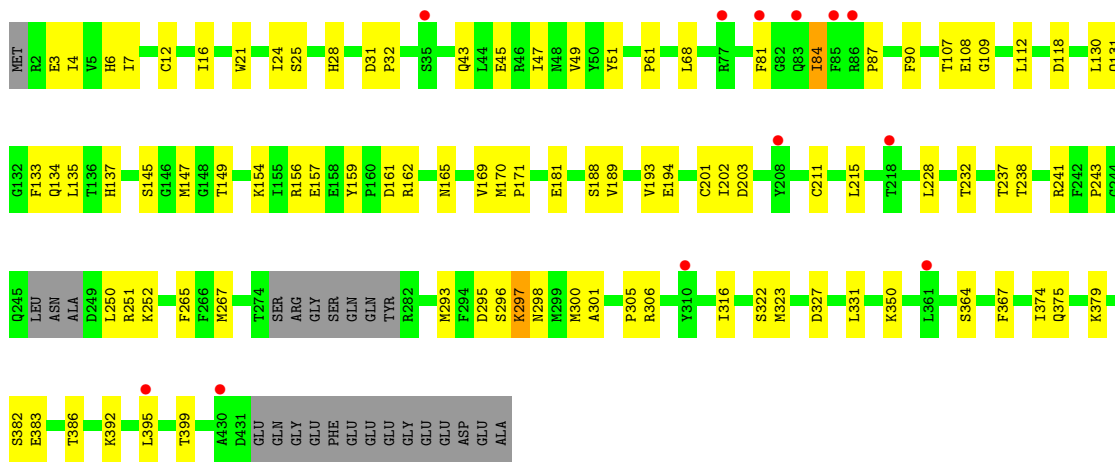 MET R2 E3 I4 V5 H6 I7 C12 I16 W21 I24 S25 H28 D31 P32 S35 Q43 L44 E45 R46 I47 N48 V49 Y50 Y51 P61 L68 R77 F81 G82 Q83 I84 F85 R86 P87 F90 T107 E108 G109 L112 D118 L130 Q131
G132 F133 Q134 L135 T136 H137 S145 G146 M147 G148 T149 K154 I155 R156 E157 E158 Y159 P160 D161 R162 N165 V169 M170 P171 E181 S188 V189 V193 E194 C201 I202 D203 Y208 C211 L215 T218 L228 T232 T237 T238 R241 F242 P243 G244
Q245 LEU ASN ALA D249 L250 R251 K252 F265 F266 M267 T274 SER ARG GLY SER GLN GLN TYR R282 M293 F294 D295 S296 K297 N298 M299 M300 A301 P305 R306 Y310 I316 S322 M323 D327 L331 K350 L361 S364 F367 I374 Q375 K379
S382 E383 T386 K392 L395 T399 A430 D431 GLU GLN GLY GLU PHE GLU GLU GLU GLY GLU GLU ASP GLU ALA